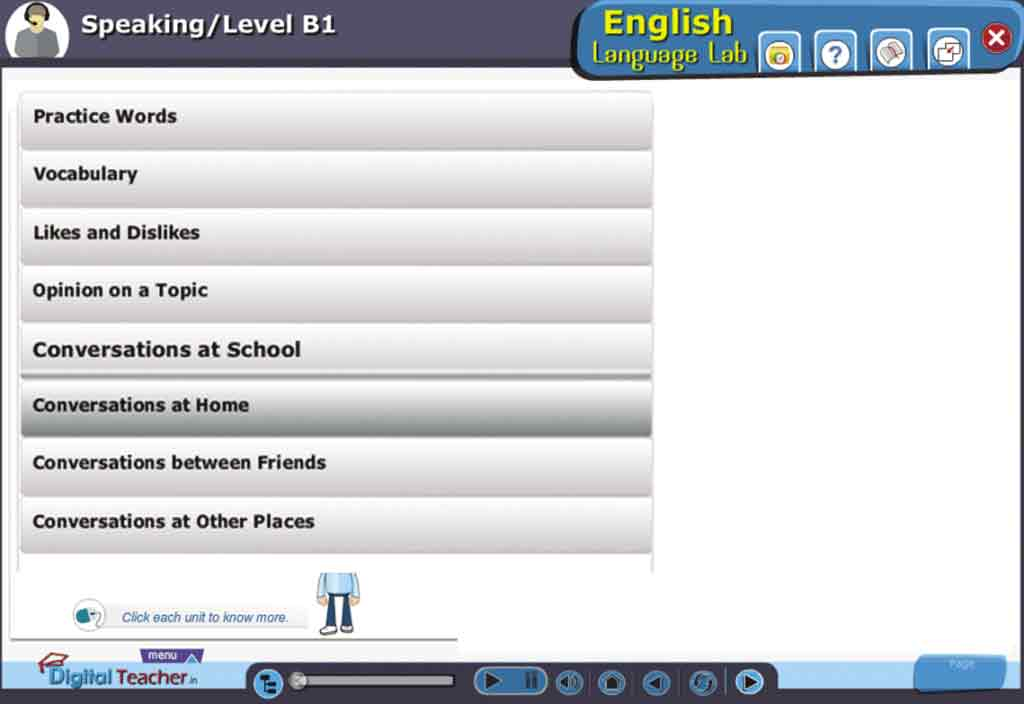 Speaking/Level B1
English
Language Lab
Practice Words
Vocabulary
Likes and Dislikes
Opinion on a Topic
Conversations at School
Conversations at Home
Conversations between Friends
Conversations at Other Places
Click each unit to know more.
menu
Digital Teacher.in
Page